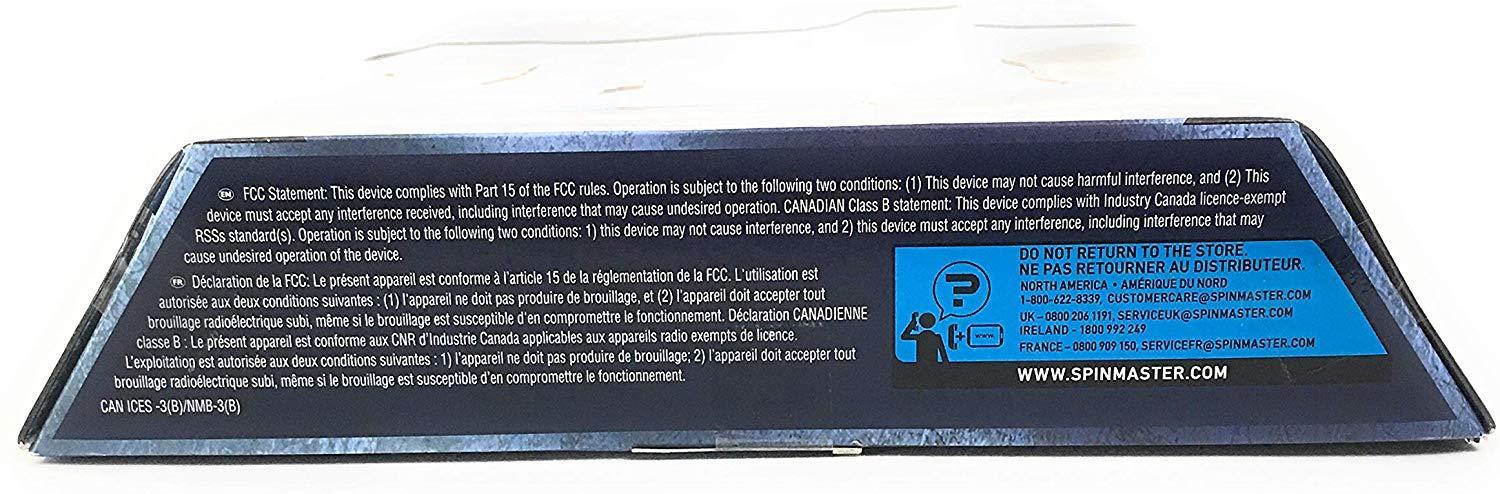 EN FCC Statement: This device complies with Part 15 of the FCC rules. Operation is subject to the following two conditions: (1) This device may not cause harmful interference, and (2) This
device must accept any interference received, including interference that may cause undesired operation. CANADIAN Class B statement: This device complies with Industry Canada licence-exempt
RSSs standard(s). Operation is subject to the following two conditions: 1) this device may not cause interference, and 2) this device must accept any interference, including interference that may
cause undesired operation of the device.
FR Déclaration de la FCC: Le présent appareil est conforme à l'article 15 de la réglementation de la FCC. L'utilisation est
autorisée aux deux conditions suivantes : (1) l'appareil ne doit pas produire de brouillage, et (2) l'appareil doit accepter tout
brouillage radioélectrique subi, même si le brouillage est susceptible d'en compromettre le fonctionnement. Déclaration CANADIENNE
classe B : Le présent appareil est conforme aux CNR d'Industrie Canada applicables aux appareils radio exempts de licence.
L'exploitation est autorisée aux deux conditions suivantes : 1) l'appareil ne doit pas produire de brouillage; 2) l'appareil doit accepter tout
brouillage radioélectrique subi, même si le brouillage est susceptible d'en compromettre le fonctionnement.
CAN ICES -3(B)/NMB-3(B)
?
www.
DO NOT RETURN TO THE STORE.
NE PAS RETOURNER AU DISTRIBUTEUR.
NORTH AMERICA • AMÉRIQUE DU NORD
1-800-622-8339, CUSTOMERCARE@SPINMASTER.COM
UK – 0800 206 1191, SERVICEUK@SPINMASTER.COM
IRELAND - 1800 992 249
FRANCE – 0800 909 150, SERVICEFR@SPINMASTER.COM
WWW.SPINMASTER.COM